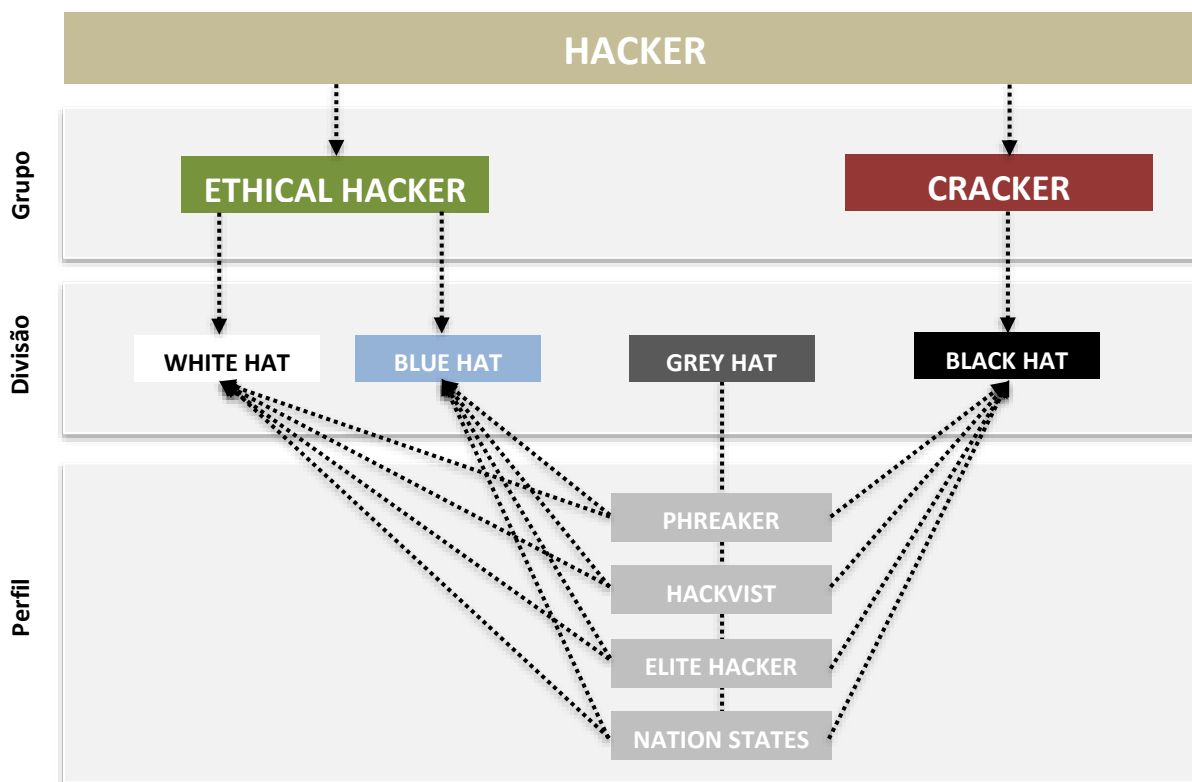 HACKER
Grupo
ETHICAL HACKER
CRACKER
Divisão
WHITE HAT
BLUE HAT
GREY HAT
BLACK HAT
Perfil
PHREAKER
HACKVIST
ELITE HACKER
NATION STATES